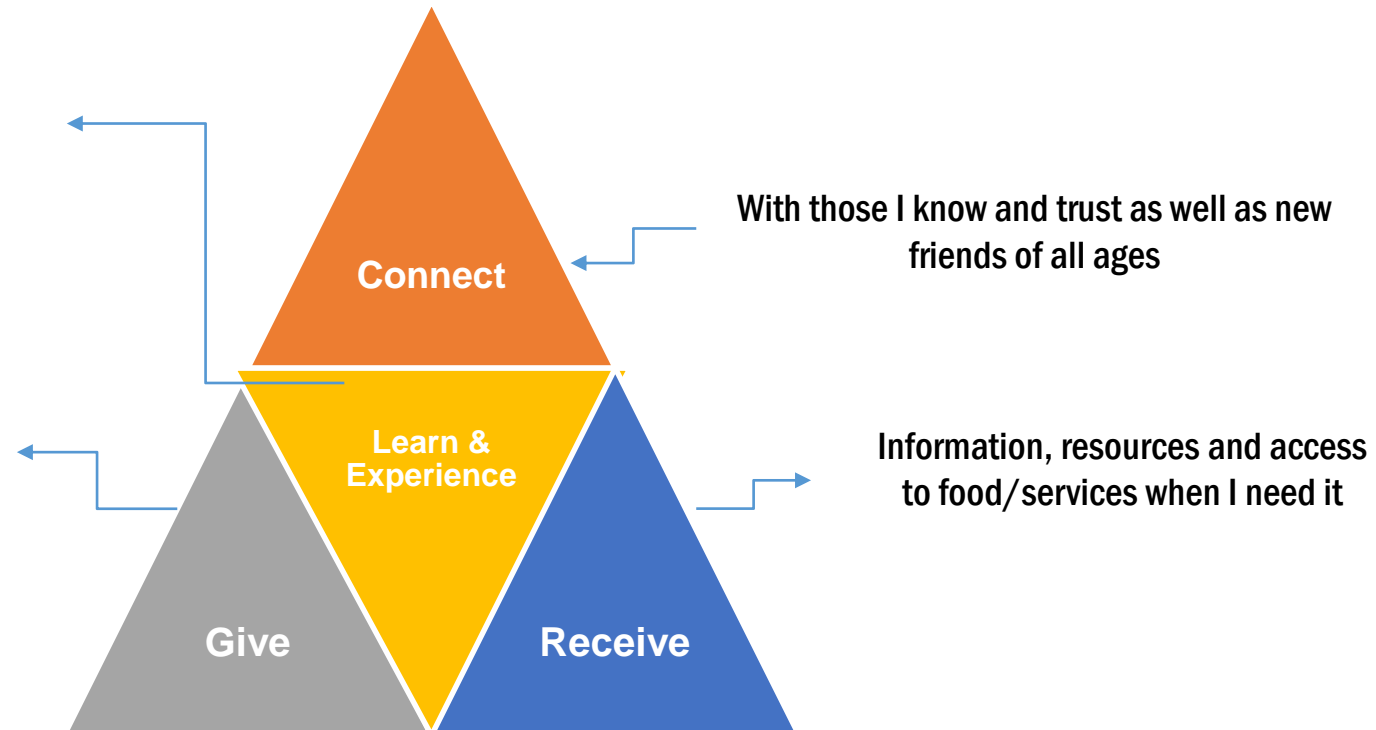 With those I know and trust as well as new
friends of all ages
Connect
Learn &
Experience
Information, resources and access
to food/services when I need it
Give
Receive